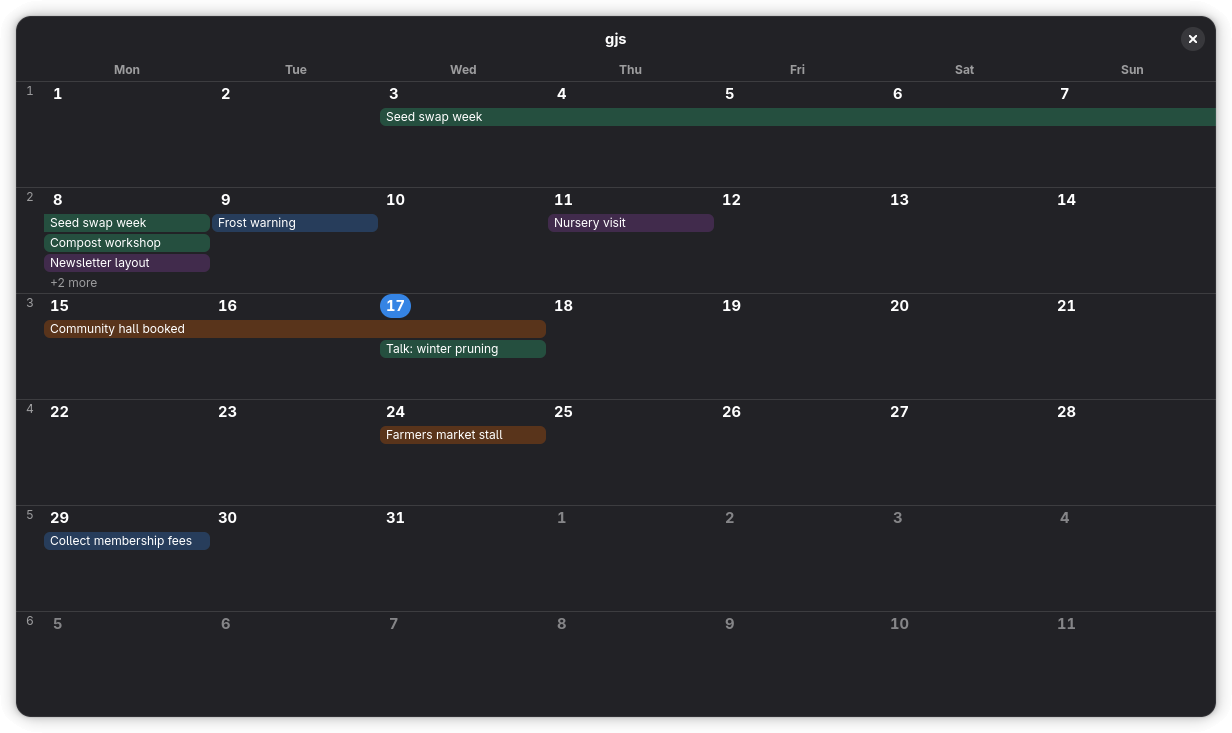 gjs
Mon Tue Wed Thu Fri Sat Sun
1 1 2 3 4 5 6 7
Seed swap week
2 8 9 10 11 12 13 14
Seed swap week Frost warning Nursery visit
Compost workshop
Newsletter layout
+2 more
3 15 16 17 18 19 20 21
Community hall booked
Talk: winter pruning
4 22 23 24 25 26 27 28
Farmers market stall
5 29 30 31 1 2 3 4
Collect membership fees
6 5 6 7 8 9 10 11